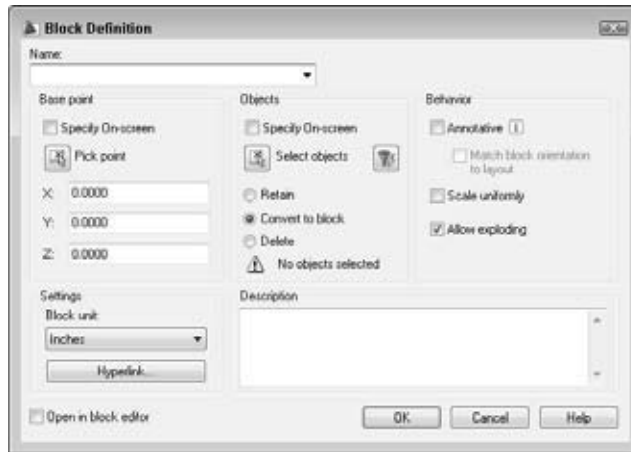 Block Definition
Name:
Base point
Specify On-screen
Pick point
X: 0.0000
Y: 0.0000
Z: 0.0000
Objects
Specify On-screen
Select objects
Retain
Convert to block
Delete
No objects selected
Behavior
Annotative
Match block orientation
to layout
Scale uniformly
Allow exploding
Settings
Block unit:
Inches
Hyperlink...
Description
Open in block editor
OK
Cancel
Help